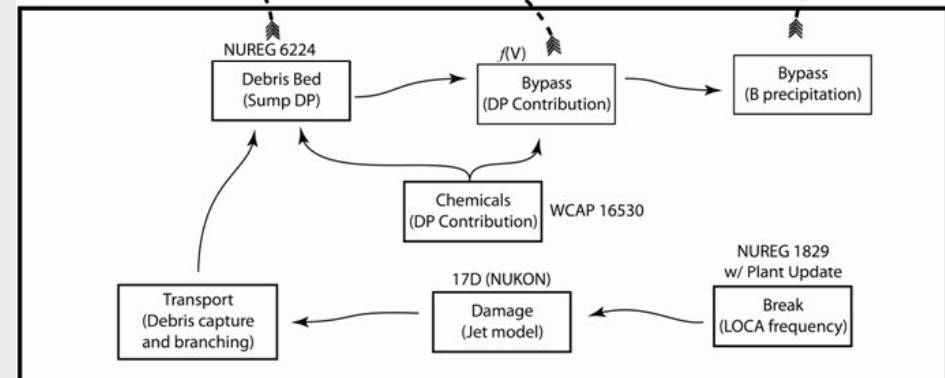 NUREG 6224
Debris Bed
(Sump DP)
f(V)
Bypass
(DP Contribution)
Bypass
(B precipitation)
Chemicals
(DP Contribution)
WCAP 16530
NUREG 1829
w/ Plant Update
Break
(LOCA frequency)
17D (NUKON)
Damage
(Jet model)
Transport
(Debris capture
and branching)